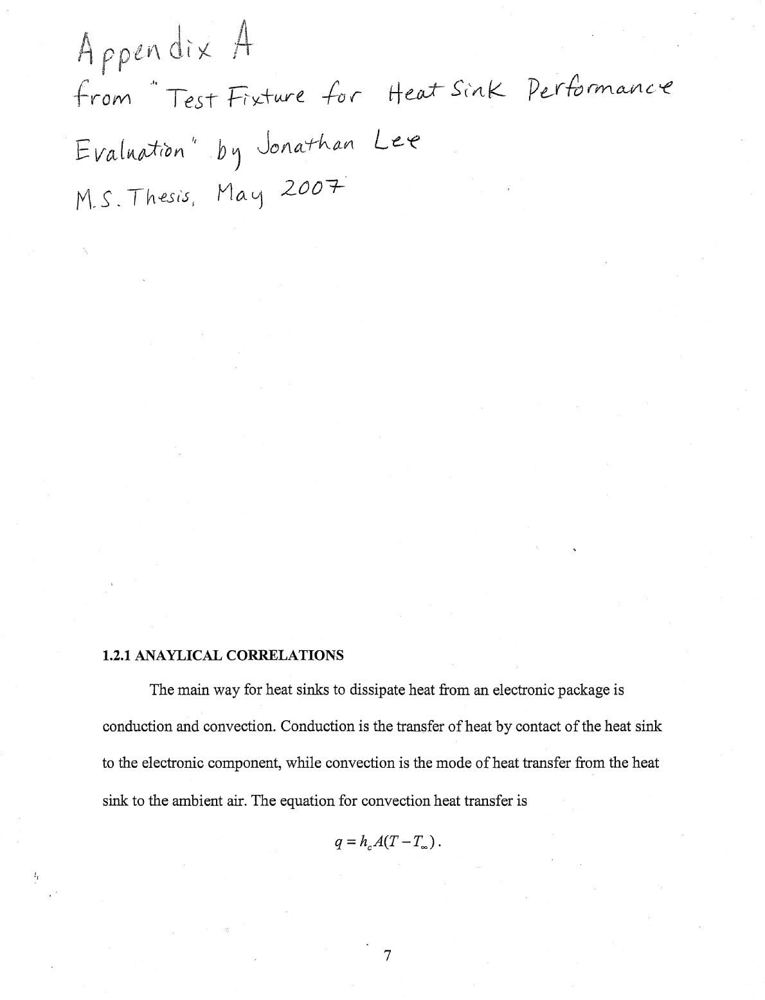 Appendix A
from "Test Fixture for Heat Sink Performance
Evaluation" by Jonathan Lee
M.S. Thesis, May 2007
1.2.1 ANAYLICAL CORRELATIONS
The main way for heat sinks to dissipate heat from an electronic package is
conduction and convection. Conduction is the transfer of heat by contact of the heat sink
to the electronic component, while convection is the mode of heat transfer from the heat
sink to the ambient air. The equation for convection heat transfer is
q = h_c A(T − T_∞).
7